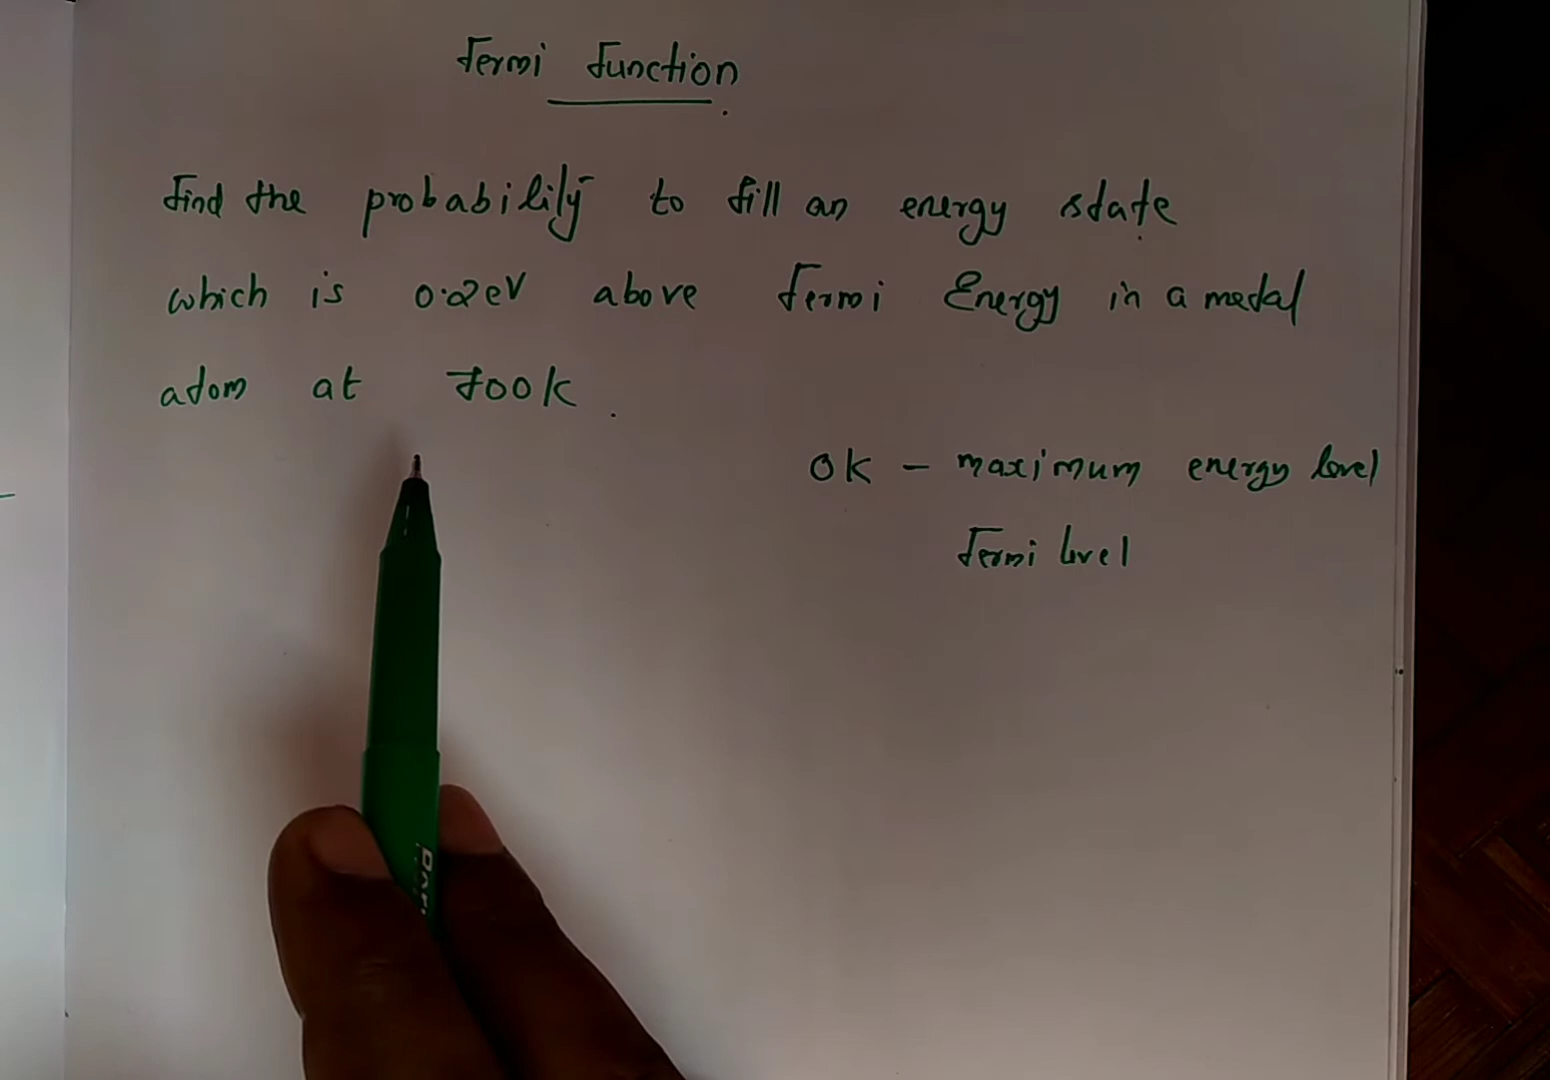 Fermi Function
Find the probability to fill an energy state
which is 0.2eV above Fermi Energy in a metal
atom at 700K.
0K - maximum energy level
Fermi level